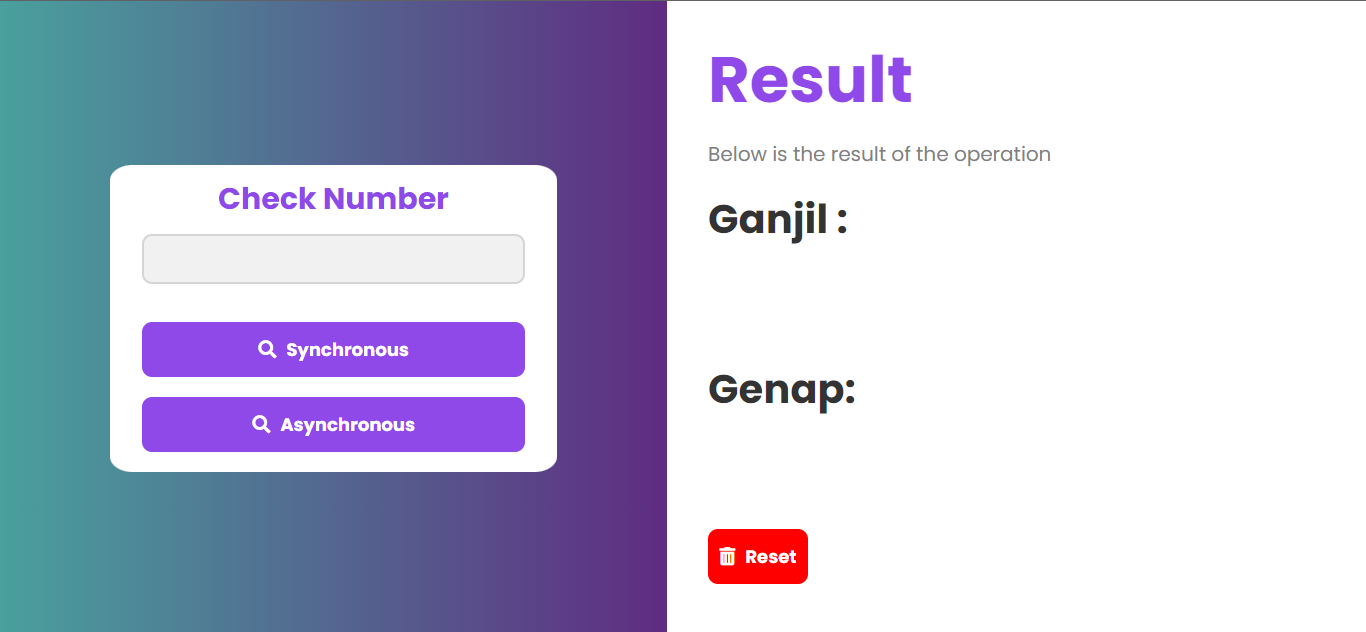 Check Number
Synchronous
Asynchronous
Result
Below is the result of the operation
Ganjil :
Genap:
Reset